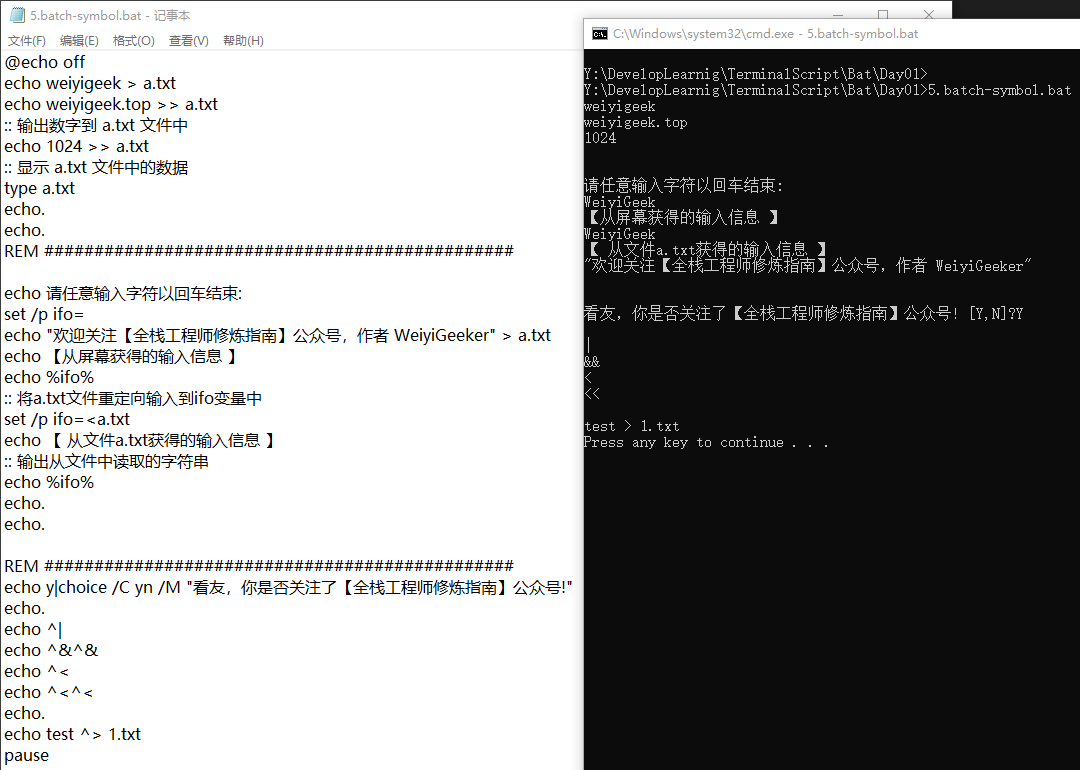 5.batch-symbol.bat - 记事本
文件(F) 编辑(E) 格式(O) 查看(V) 帮助(H)
@echo off
echo weiyigeek > a.txt
echo weiyigeek.top >> a.txt
:: 输出数字到 a.txt 文件中
echo 1024 >> a.txt
:: 显示 a.txt 文件中的数据
type a.txt
echo.
echo.
REM ###############################################
echo 请任意输入字符以回车结束:
set /p ifo=
echo "欢迎关注【全栈工程师修炼指南】公众号，作者 WeiyiGeeker" > a.txt
echo 【从屏幕获得的输入信息 】
echo %ifo%
:: 将a.txt文件重定向输入到ifo变量中
set /p ifo=<a.txt
echo 【 从文件a.txt获得的输入信息 】
:: 输出从文件中读取的字符串
echo %ifo%
echo.
echo.
REM ###############################################
echo y|choice /C yn /M "看友，你是否关注了【全栈工程师修炼指南】公众号!"
echo.
echo ^|
echo ^&^&
echo ^<
echo ^<^<
echo.
echo test ^> 1.txt
pause
C:\Windows\system32\cmd.exe - 5.batch-symbol.bat
Y:\DevelopLearnig\TerminalScript\Bat\Day01>
Y:\DevelopLearnig\TerminalScript\Bat\Day01>5.batch-symbol.bat
weiyigeek
weiyigeek.top
1024
请任意输入字符以回车结束:
WeiyiGeek
【从屏幕获得的输入信息 】
WeiyiGeek
【 从文件a.txt获得的输入信息 】
"欢迎关注【全栈工程师修炼指南】公众号，作者 WeiyiGeeker"
看友，你是否关注了【全栈工程师修炼指南】公众号! [Y,N]?Y
|
&&
<
<<
test > 1.txt
Press any key to continue . . .